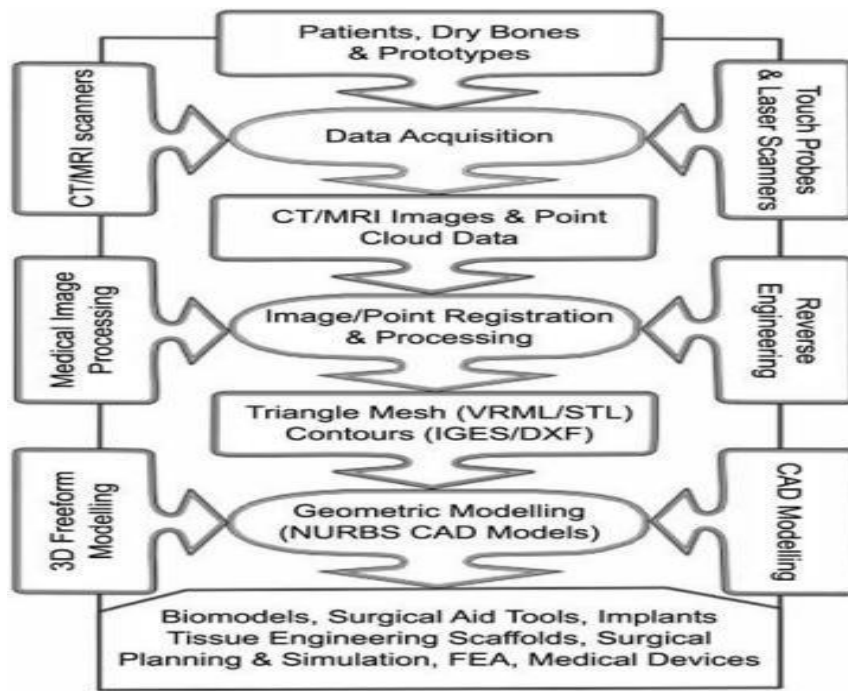 Patients, Dry Bones
& Prototypes
CT/MRI scanners
Data Acquisition
Touch Probes
& Laser Scanners
CT/MRI Images & Point
Cloud Data
Medical Image
Processing
Image/Point Registration
& Processing
Reverse
Engineering
Triangle Mesh (VRML/STL)
Contours (IGES/DXF)
3D Freeform
Modelling
Geometric Modelling
(NURBS CAD Models)
CAD Modelling
Biomodels, Surgical Aid Tools, Implants
Tissue Engineering Scaffolds, Surgical
Planning & Simulation, FEA, Medical Devices